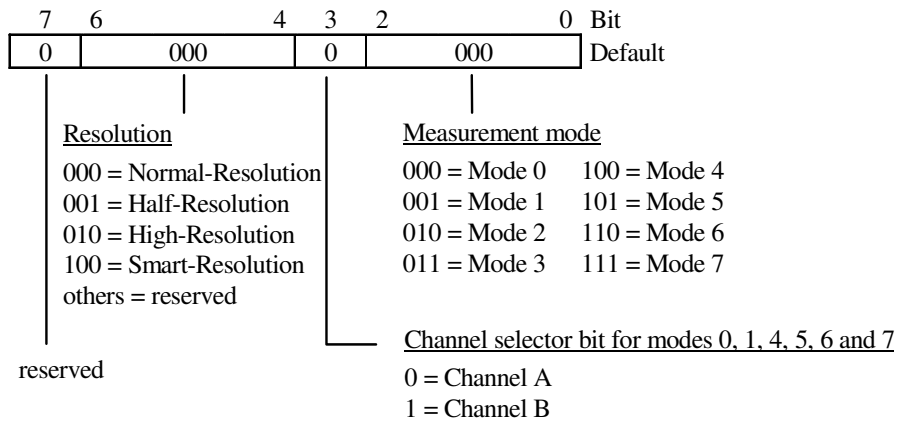 7 6 4 3 2 0 Bit
0 000 0 000 Default
Resolution
000 = Normal-Resolution
001 = Half-Resolution
010 = High-Resolution
100 = Smart-Resolution
others = reserved
Measurement mode
000 = Mode 0 100 = Mode 4
001 = Mode 1 101 = Mode 5
010 = Mode 2 110 = Mode 6
011 = Mode 3 111 = Mode 7
Channel selector bit for modes 0, 1, 4, 5, 6 and 7
0 = Channel A
1 = Channel B
reserved